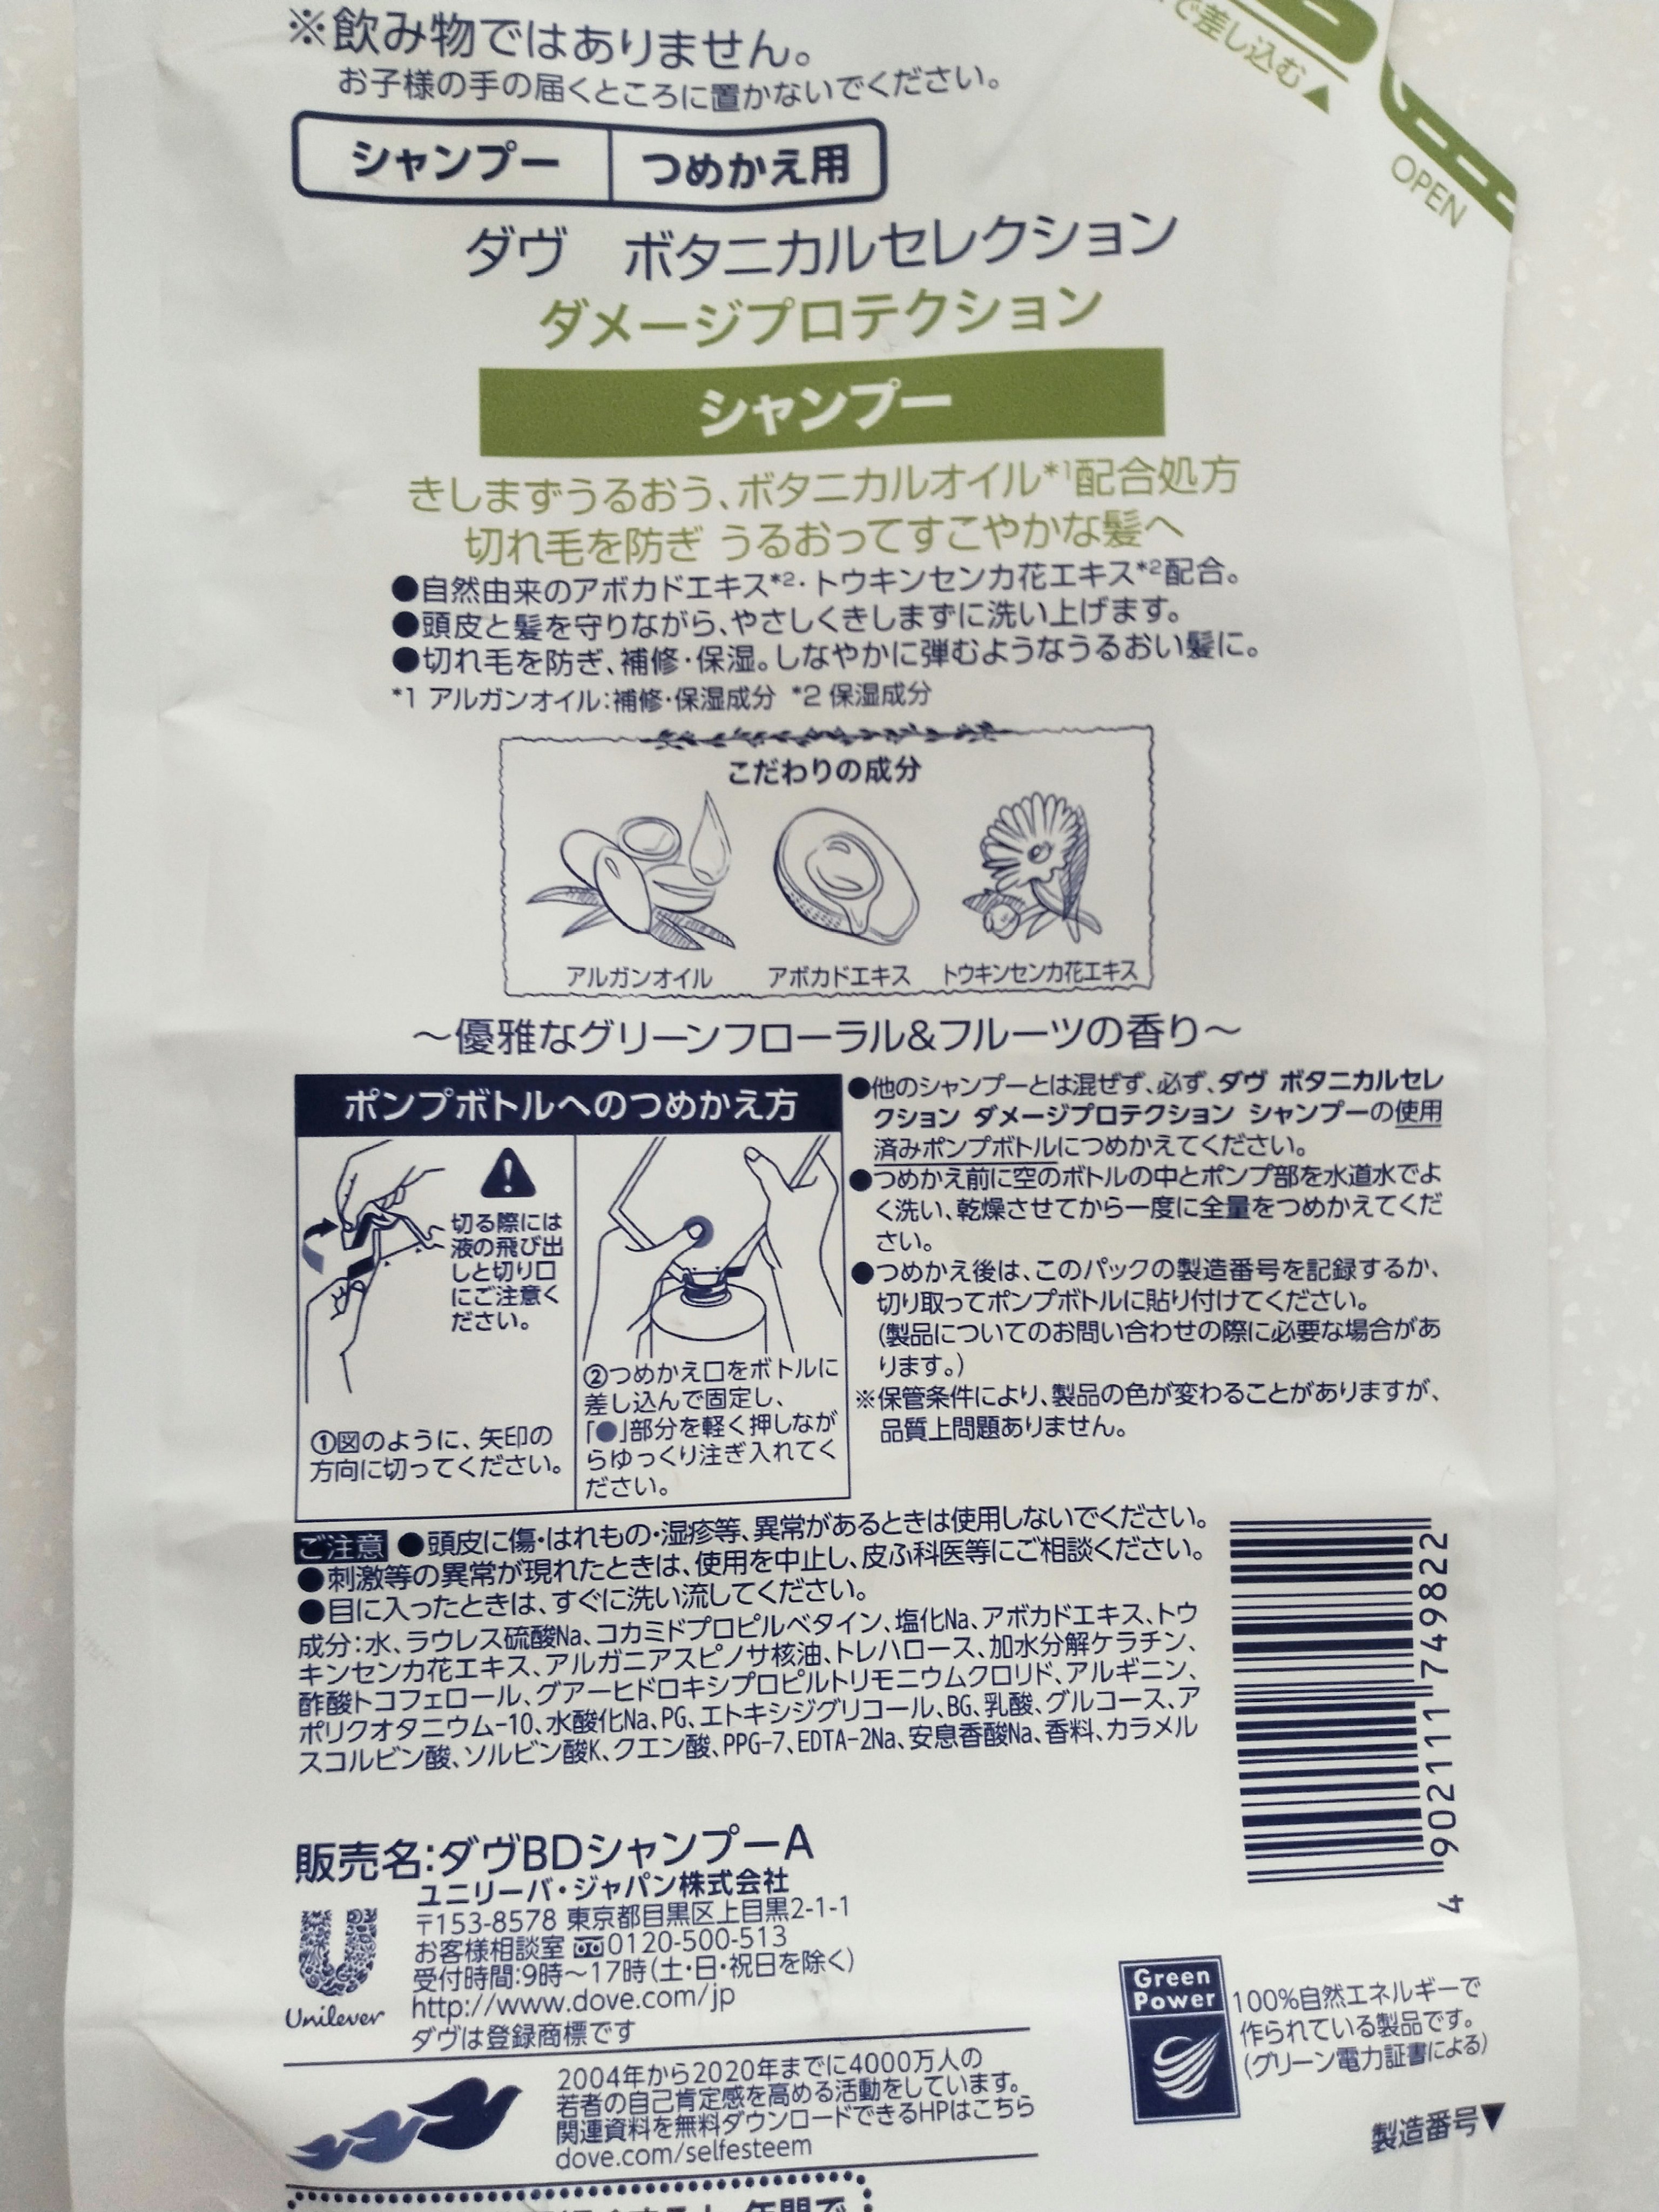 ※飲み物ではありません。
お子様の手の届くところに置かないでください。
で差し込む▲
OPEN
シャンプー つめかえ用
ダヴ ボタニカルセレクション
ダメージプロテクション
シャンプー
きしまずうるおう、ボタニカルオイル*1配合処方
切れ毛を防ぎ うるおってすこやかな髪へ
●自然由来のアボカドエキス*2・トウキンセンカ花エキス*2配合。
●頭皮と髪を守りながら、やさしくきしまずに洗い上げます。
●切れ毛を防ぎ、補修・保湿。しなやかに弾むようなうるおい髪に。
*1 アルガンオイル：補修・保湿成分 *2 保湿成分
こだわりの成分
アルガンオイル アボカドエキス トウキンセンカ花エキス
～優雅なグリーンフローラル&フルーツの香り～
ポンプボトルへのつめかえ方
切る際には
液の飛び出
しと切り口
にご注意く
ださい。
①図のように、矢印の
方向に切ってください。
②つめかえ口をボトルに
差し込んで固定し、
「●」部分を軽く押しなが
らゆっくり注ぎ入れてく
ださい。
●他のシャンプーとは混ぜず、必ず、ダヴ ボタニカルセレ
クション ダメージプロテクション シャンプーの使用
済みポンプボトルにつめかえてください。
●つめかえ前に空のボトルの中とポンプ部を水道水でよ
く洗い、乾燥させてから一度に全量をつめかえてくだ
さい。
●つめかえ後は、このパックの製造番号を記録するか、
切り取ってポンプボトルに貼り付けてください。
(製品についてのお問い合わせの際に必要な場合があ
ります。)
※保管条件により、製品の色が変わることがありますが、
品質上問題ありません。
ご注意 ●頭皮に傷・はれもの・湿疹等、異常があるときは使用しないでください。
●刺激等の異常が現れたときは、使用を中止し、皮ふ科医等にご相談ください。
●目に入ったときは、すぐに洗い流してください。
成分：水、ラウレス硫酸Na、コカミドプロピルベタイン、塩化Na、アボカドエキス、トウ
キンセンカ花エキス、アルガニアスピノサ核油、トレハロース、加水分解ケラチン、
酢酸トコフェロール、グアーヒドロキシプロピルトリモニウムクロリド、アルギニン、
ポリクオタニウム-10、水酸化Na、PG、エトキシジグリコール、BG、乳酸、グルコース、ア
スコルビン酸、ソルビン酸K、クエン酸、PPG-7、EDTA-2Na、安息香酸Na、香料、カラメル
4 902111 749822
販売名：ダヴBDシャンプーA
ユニリーバ・ジャパン株式会社
〒153-8578 東京都目黒区上目黒2-1-1
お客様相談室 0120-500-513
受付時間：9時～17時(土・日・祝日を除く)
http://www.dove.com/jp
ダヴは登録商標です
Unilever
Green
Power
100%自然エネルギーで
作られている製品です。
(グリーン電力証書による)
2004年から2020年までに4000万人の
若者の自己肯定感を高める活動をしています。
関連資料を無料ダウンロードできるHPはこちら
dove.com/selfesteem
製造番号▼